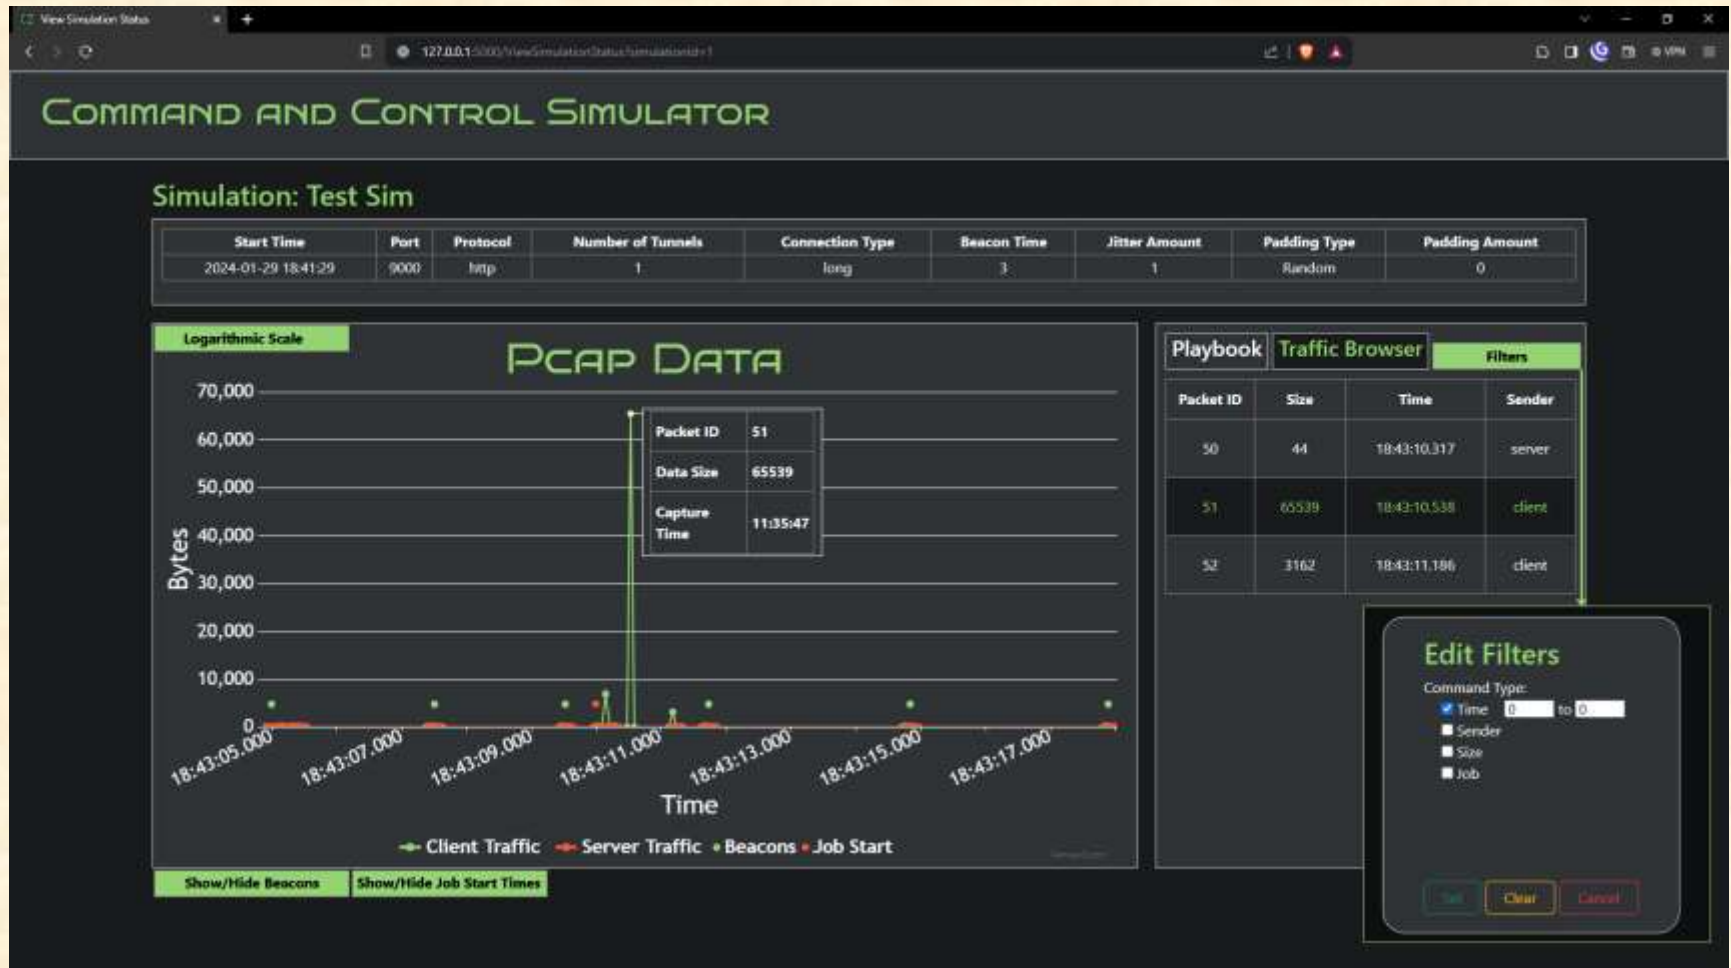 View Simulation Status
127.0.0.1:5000/ViewSimulationStatus?simulationid=1
VPN
Command and Control Simulator
Simulation: Test Sim
Start Time Port Protocol Number of Tunnels Connection Type Beacon Time Jitter Amount Padding Type Padding Amount
2024-01-29 18:41:29 9000 http 1 long 3 1 Random 0
Logarithmic Scale
Pcap Data
70,000
60,000
50,000
40,000
30,000
20,000
10,000
0
Bytes
Packet ID 51
Data Size 65539
Capture Time 11:35:47
18:43:05.000 18:43:07.000 18:43:09.000 18:43:11.000 18:43:13.000 18:43:15.000 18:43:17.000
Time
Client Traffic Server Traffic Beacons Job Start
Show/Hide Beacons Show/Hide Job Start Times
Playbook Traffic Browser Filters
Packet ID Size Time Sender
50 44 18:43:10.317 server
51 65539 18:43:10.538 client
52 3162 18:43:11.186 client
Edit Filters
Command Type:
Time 0 to 0
Sender
Size
Job
Clear Cancel